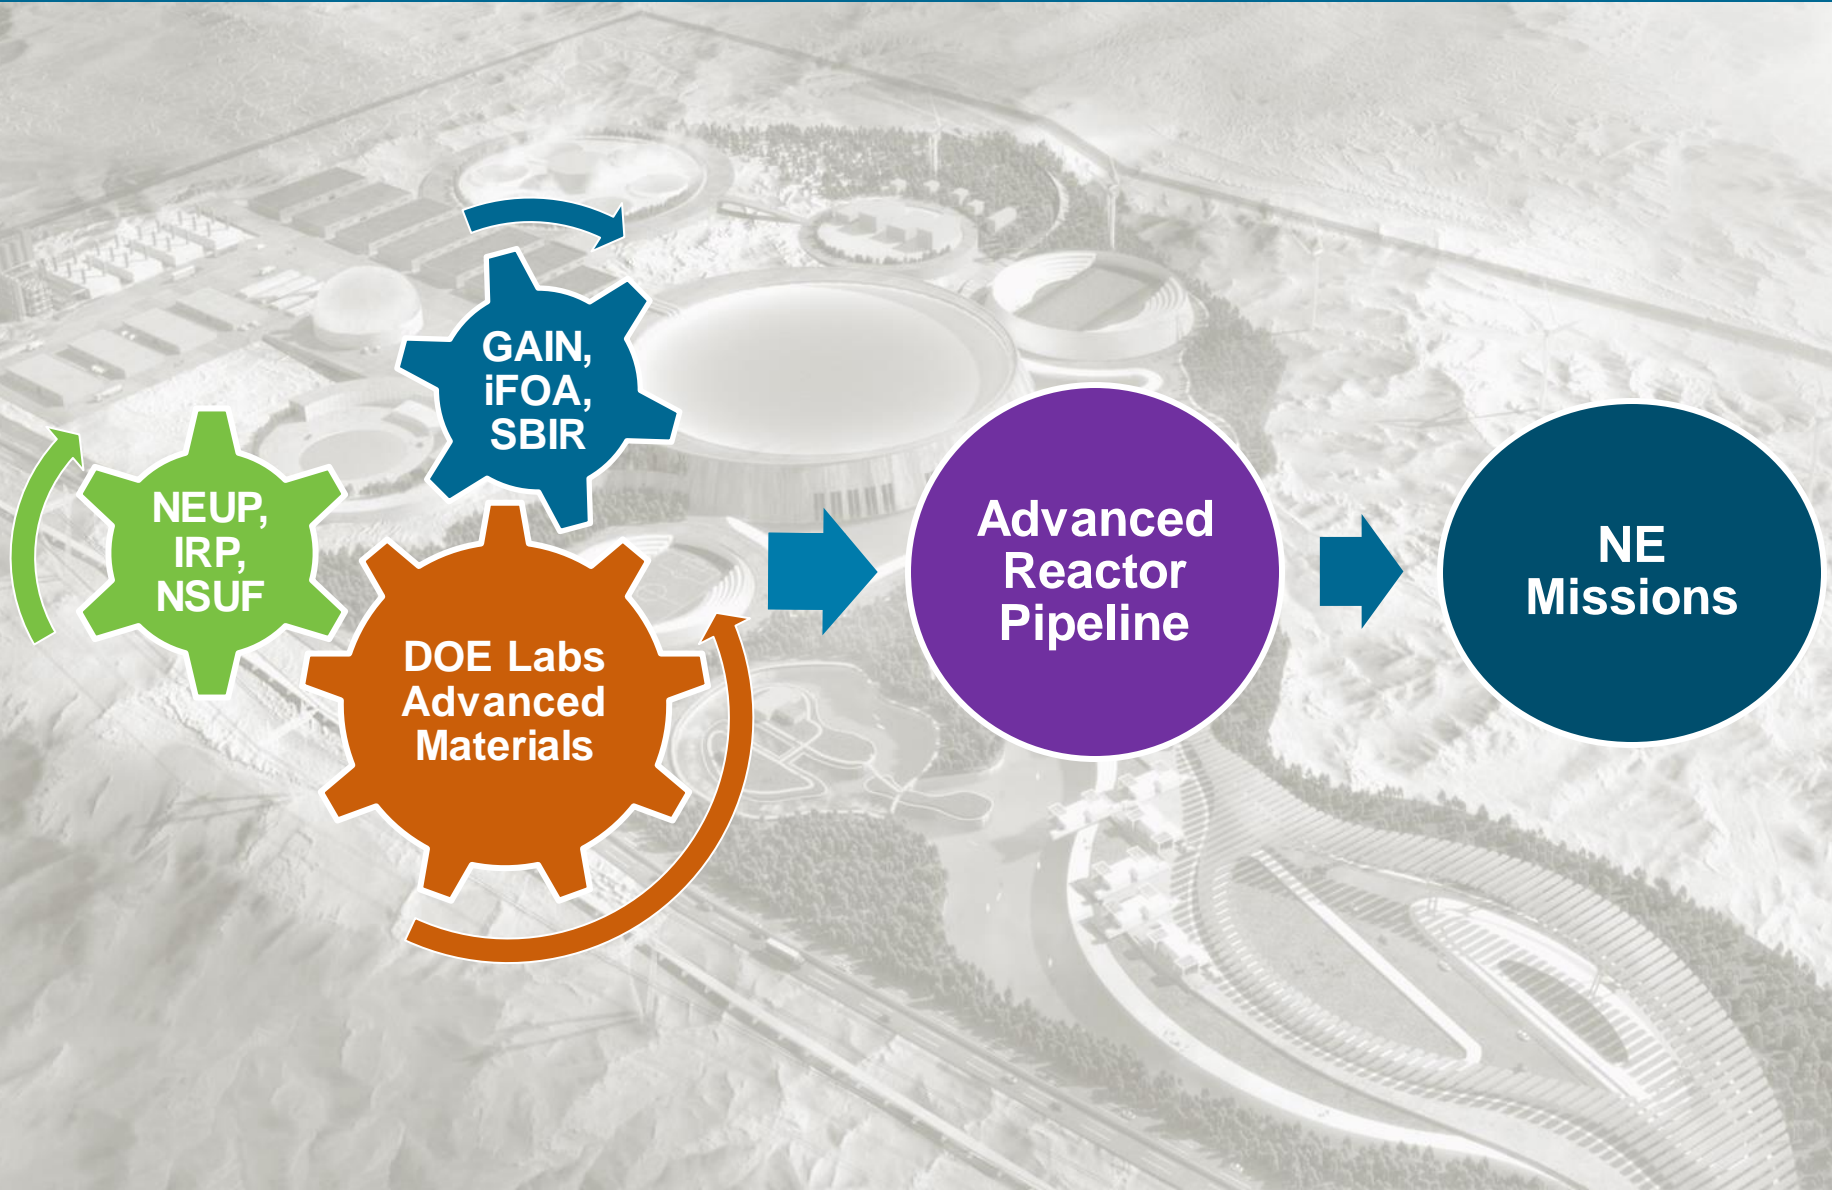 GAIN,
iFOA,
SBIR
NEUP,
IRP,
NSUF
DOE Labs
Advanced
Materials
Advanced
Reactor
Pipeline
NE
Missions